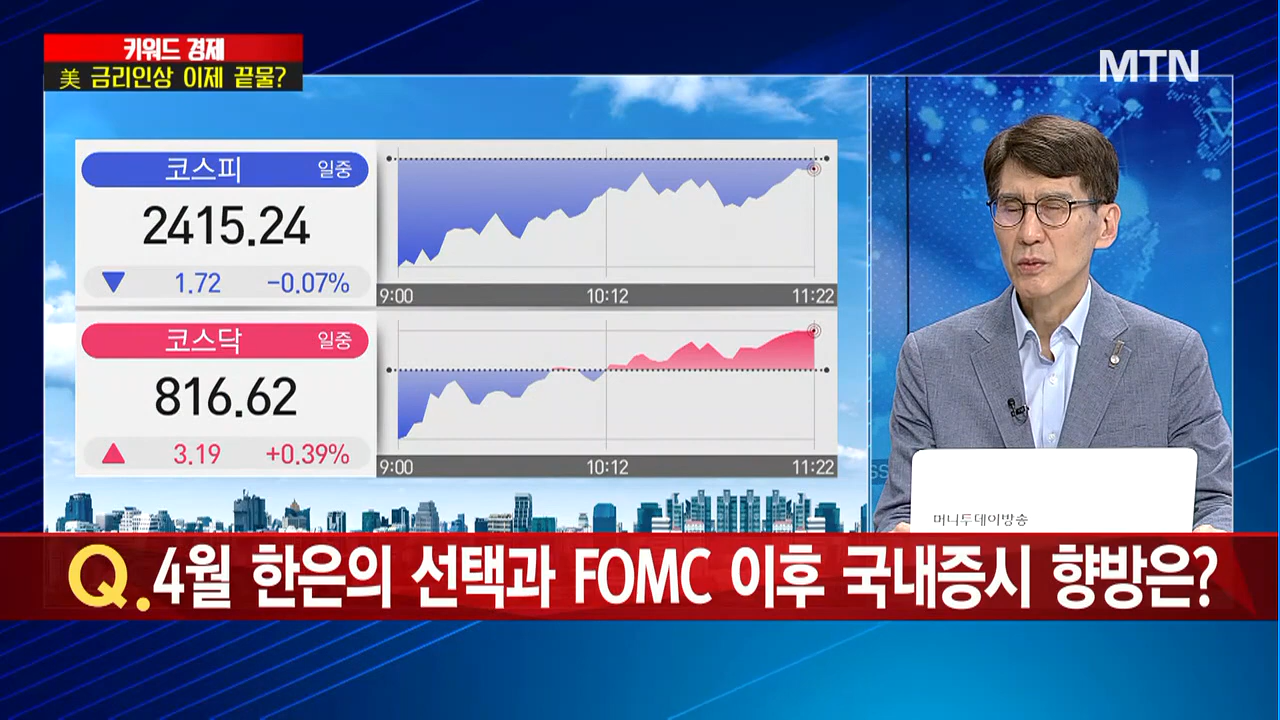 키워드 경제
美 금리인상 이제 끝물?
MTN
코스피 일중
2415.24
▼ 1.72 -0.07%
9:00 10:12 11:22
코스닥 일중
816.62
▲ 3.19 +0.39%
9:00 10:12 11:22
머니투데이방송
Q.4월 한은의 선택과 FOMC 이후 국내증시 향방은?